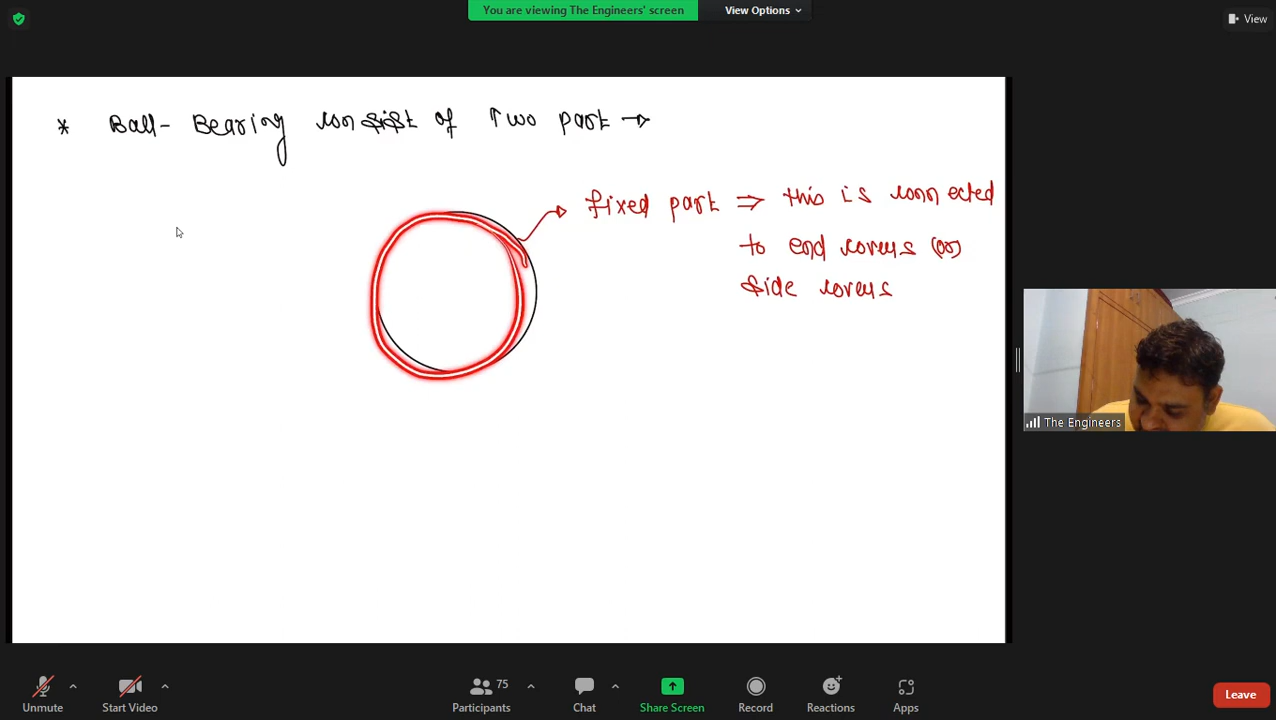 You are viewing The Engineers' screen
View Options
View
* Ball-Bearing consist of Two part →
fixed part ⇒ this is connected
to end covers (or)
side covers
The Engineers
Unmute
Start Video
75
Participants
Chat
Share Screen
Record
Reactions
Apps
Leave